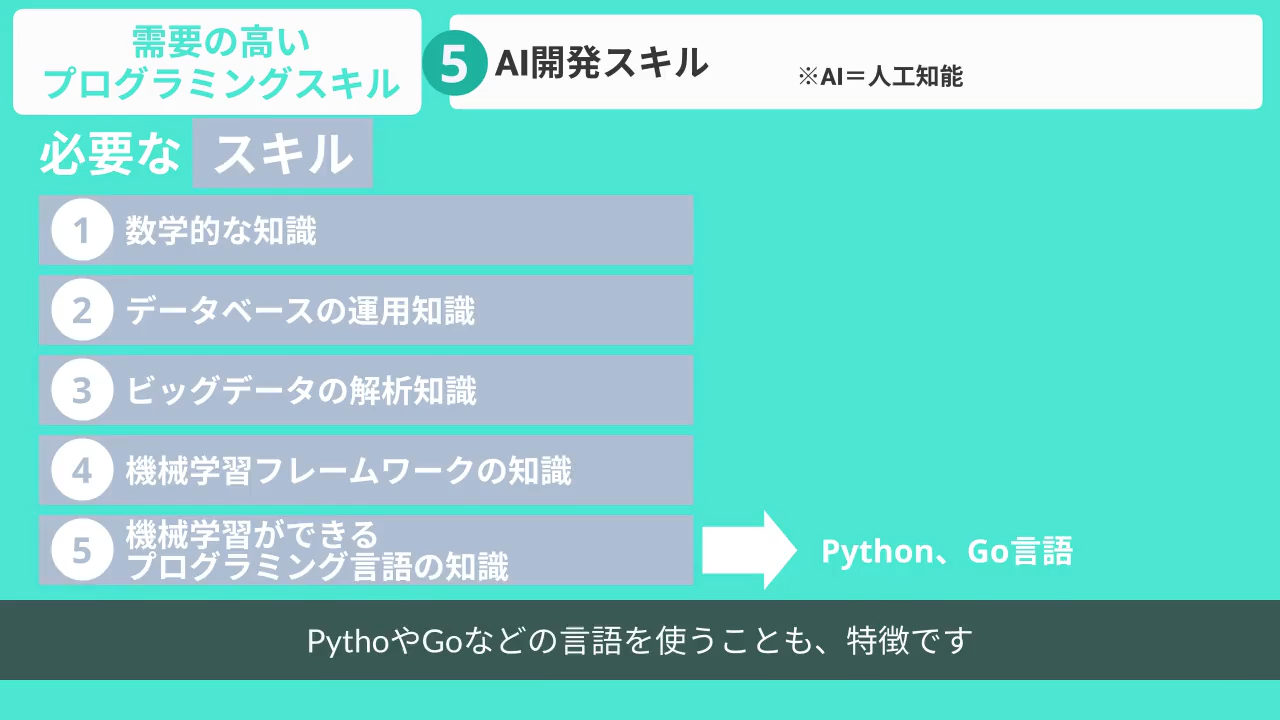 需要の高い
プログラミングスキル
5 AI開発スキル ※AI＝人工知能
必要な スキル
1 数学的な知識
2 データベースの運用知識
3 ビッグデータの解析知識
4 機械学習フレームワークの知識
5 機械学習ができる
プログラミング言語の知識
Python、Go言語
PythoやGoなどの言語を使うことも、特徴です